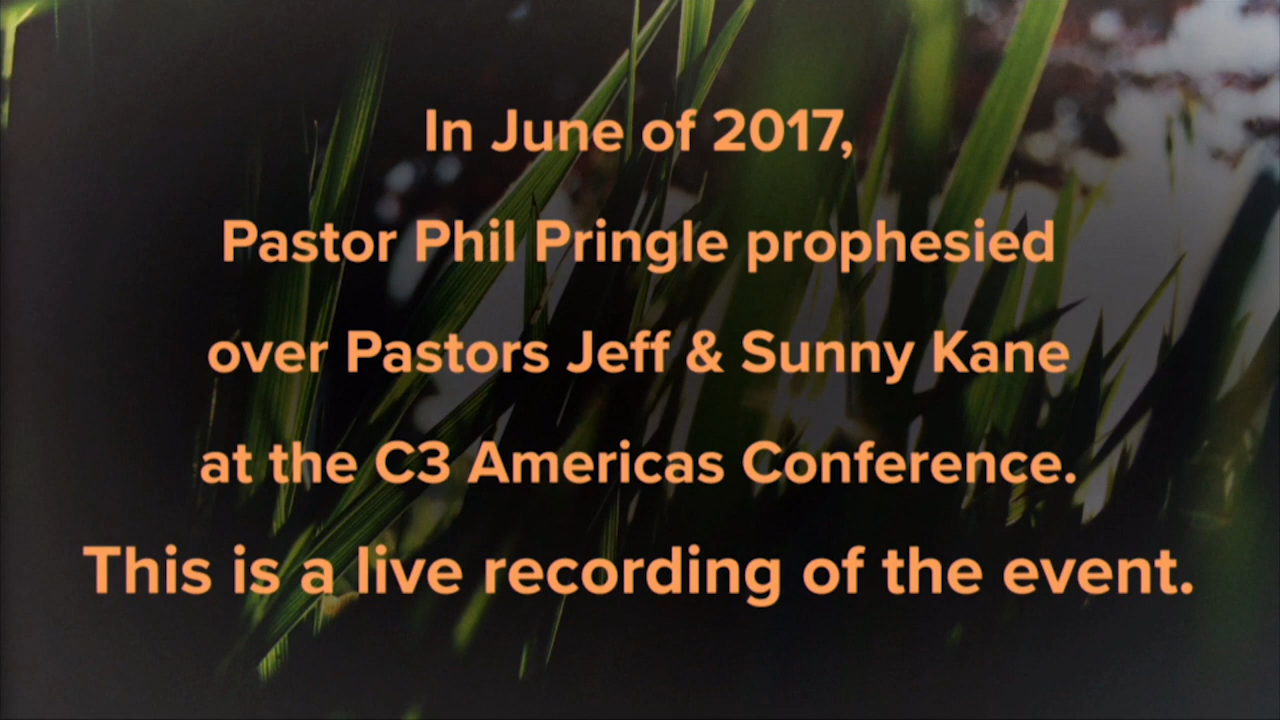 In June of 2017,
Pastor Phil Pringle prophesied
over Pastors Jeff & Sunny Kane
at the C3 Americas Conference.
This is a live recording of the event.